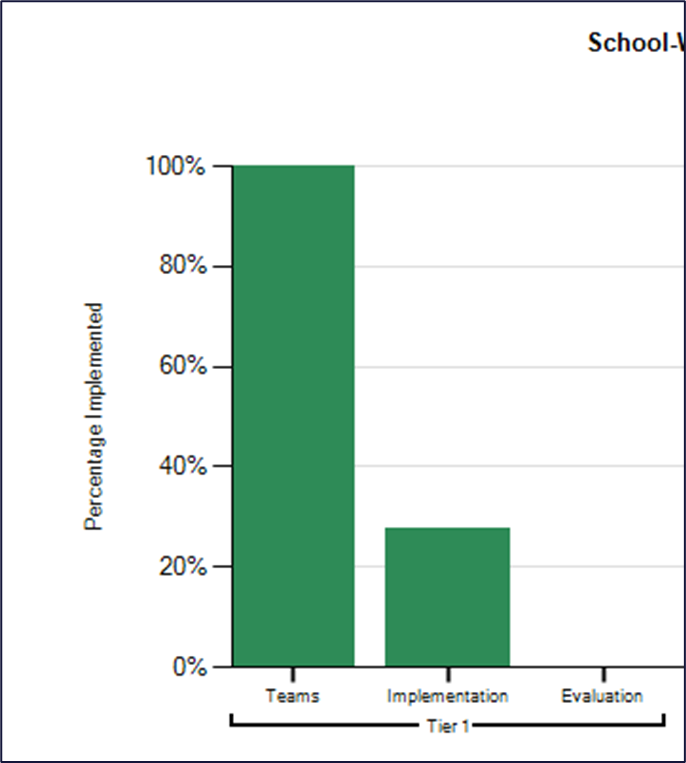 School-
100%
80%
60%
40%
20%
0%
Percentage Implemented
Teams Implementation Evaluation
Tier 1